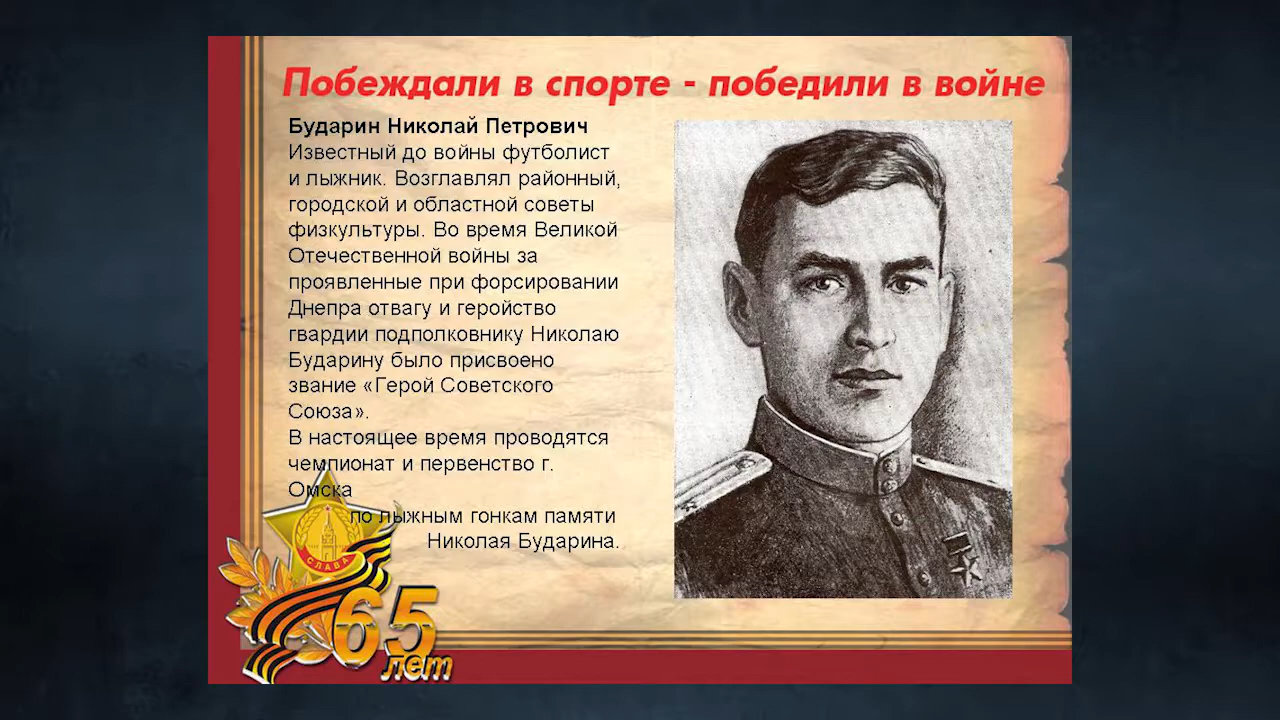 Побеждали в спорте - победили в войне
Бударин Николай Петрович
Известный до войны футболист
и лыжник. Возглавлял районный,
городской и областной советы
физкультуры. Во время Великой
Отечественной войны за
проявленные при форсировании
Днепра отвагу и геройство
гвардии подполковнику Николаю
Бударину было присвоено
звание «Герой Советского
Союза».
В настоящее время проводятся
чемпионат и первенство г.
Омска
по лыжным гонкам памяти
Николая Бударина.
СЛАВА
65
лет